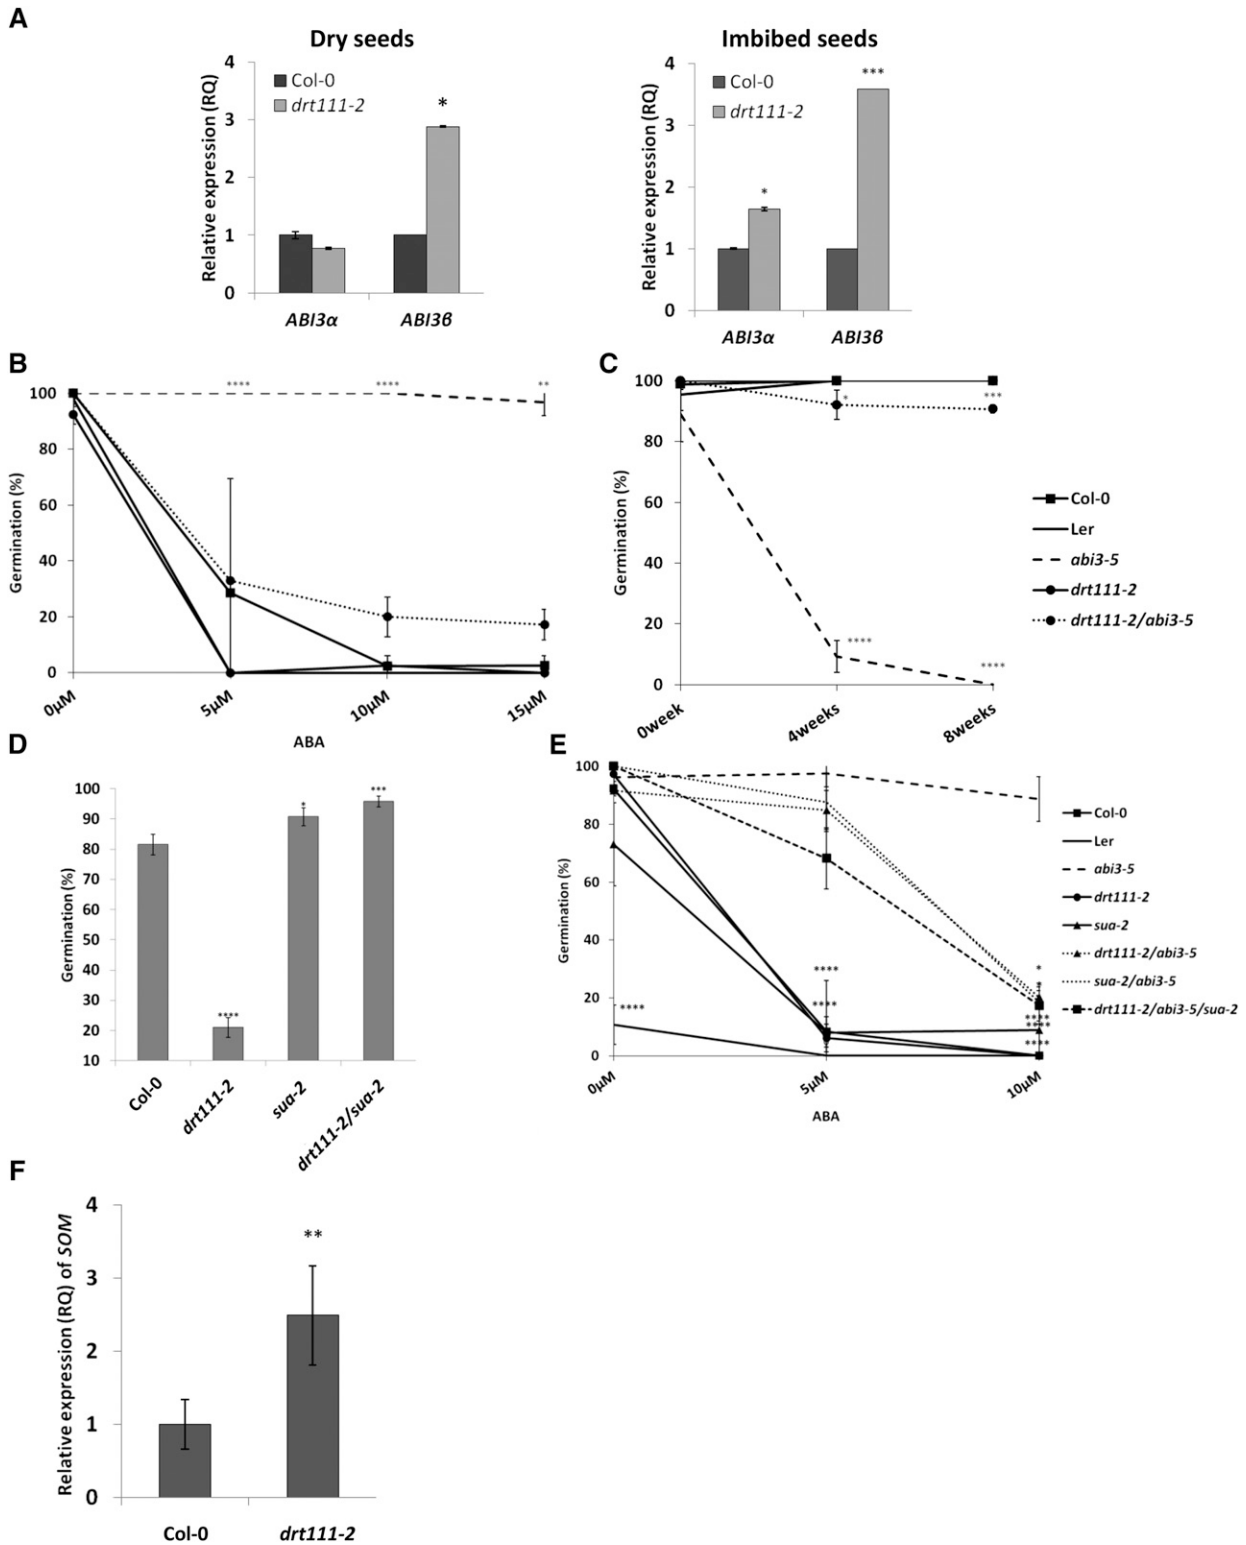 A
Dry seeds
Imbibed seeds
Relative expression (RQ)
4
3
2
1
0
Col-0
drt111-2
*
ABI3α
ABI3β
Relative expression (RQ)
4
3
2
1
0
Col-0
drt111-2
*
***
ABI3α
ABI3β
B
Germination (%)
100
80
60
40
20
0
****
****
**
0μM
5μM
10μM
15μM
ABA
C
Germination (%)
100
80
60
40
20
0
*
***
****
****
0week
4weeks
8weeks
Col-0
Ler
abi3-5
drt111-2
drt111-2/abi3-5
D
Germination (%)
100
90
80
70
60
50
40
30
20
10
****
*
***
Col-0
drt111-2
sua-2
drt111-2/sua-2
E
Germination (%)
100
80
60
40
20
0
****
*
****
****
*
*
****
****
****
0μM
5μM
10μM
ABA
Col-0
Ler
abi3-5
drt111-2
sua-2
drt111-2/abi3-5
sua-2/abi3-5
drt111-2/abi3-5/sua-2
F
Relative expression (RQ) of SOM
4
3
2
1
0
**
Col-0
drt111-2